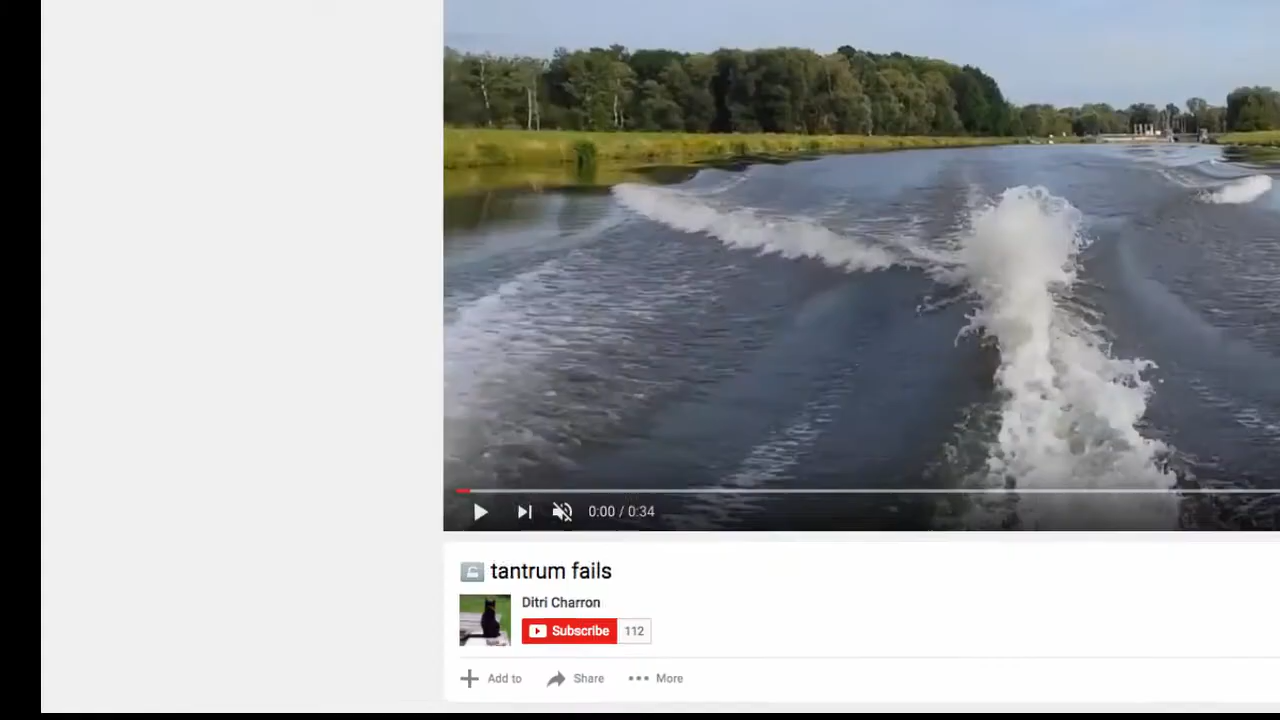 0:00 / 0:34
tantrum fails
Ditri Charron
Subscribe 112
Add to Share More